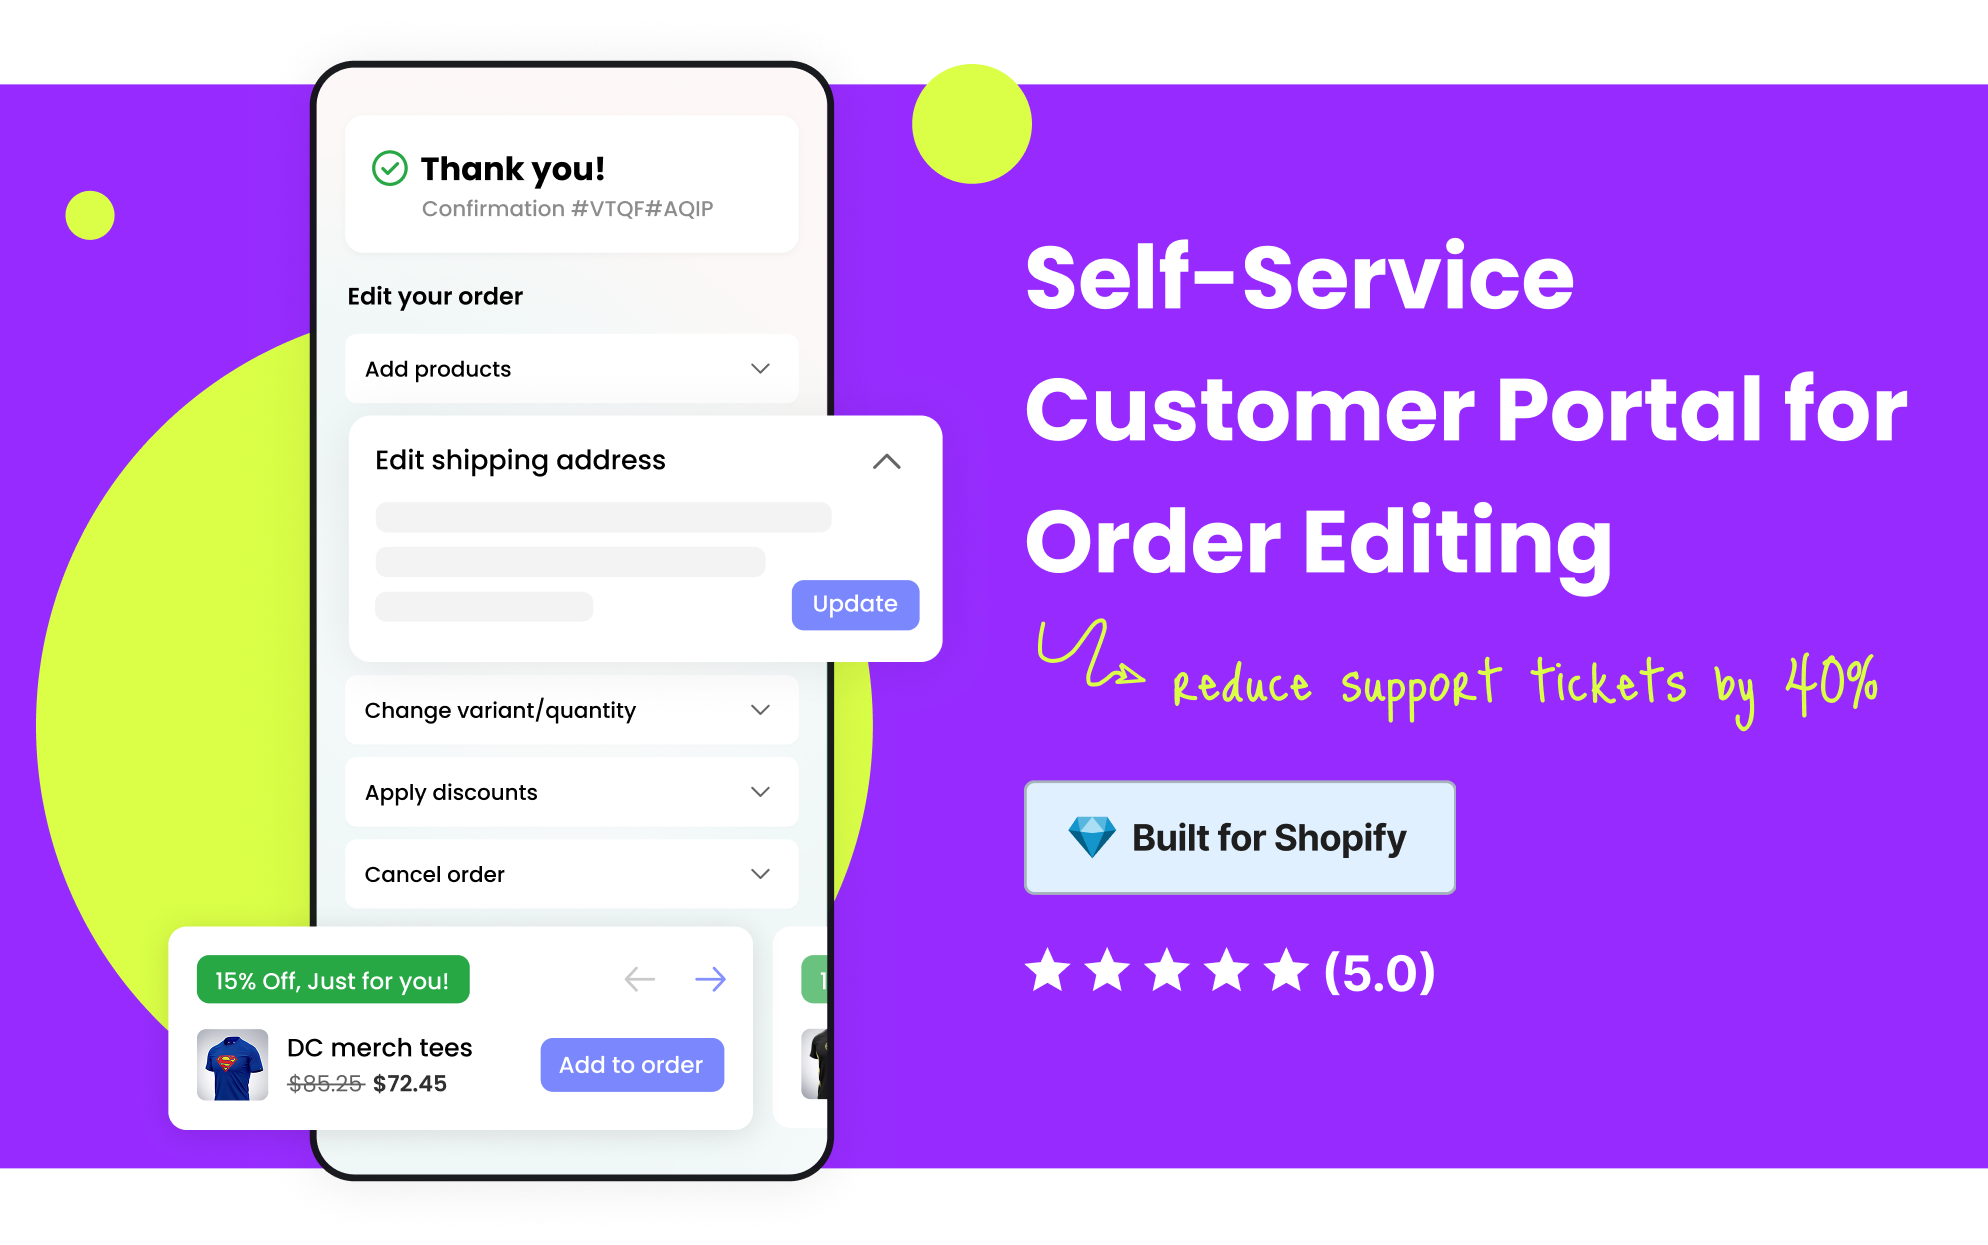 Thank you!
Confirmation #VTQF#AQIP
Edit your order
Add products
Edit shipping address
Update
Change variant/quantity
Apply discounts
Cancel order
15% Off, Just for you!
DC merch tees
$85.25 $72.45
Add to order
1
Self-Service
Customer Portal for
Order Editing
reduce support tickets by 40%
Built for Shopify
(5.0)